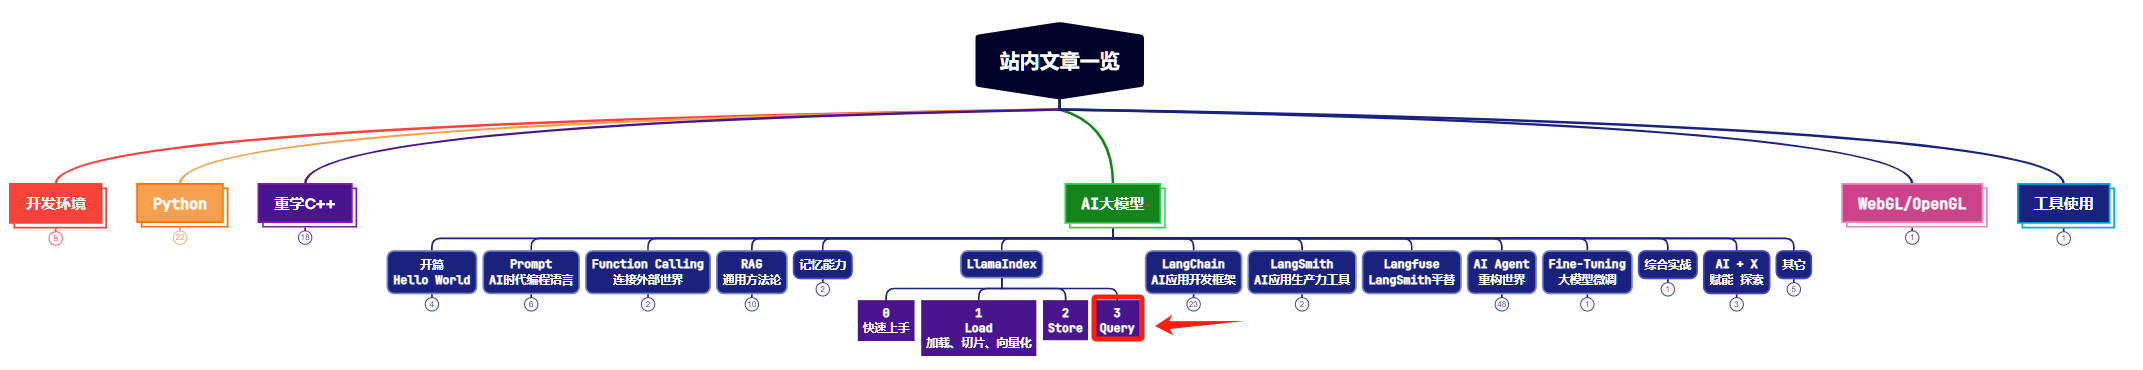 站内文章一览
开发环境
9
Python
22
重学C++
18
AI大模型
WebGL/OpenGL
1
工具使用
1
开篇
Hello World
4
Prompt
AI时代编程语言
6
Function Calling
连接外部世界
2
RAG
通用方法论
10
记忆能力
2
LlamaIndex
LangChain
AI应用开发框架
23
LangSmith
AI应用生产力工具
2
Langfuse
LangSmith平替
AI Agent
重构世界
48
Fine-Tuning
大模型微调
1
综合实战
1
AI + X
赋能 探索
3
其它
5
0
快速上手
1
Load
加载、切片、向量化
2
Store
3
Query